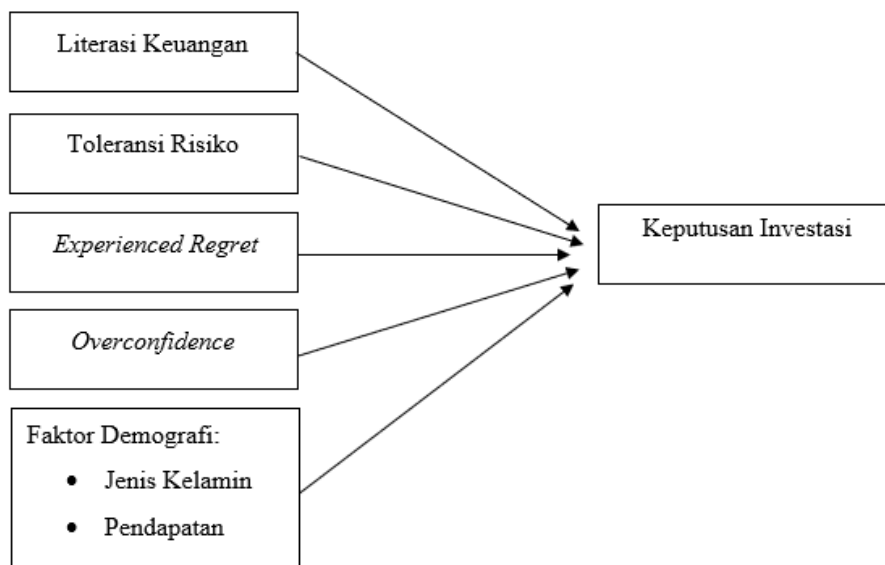 Literasi Keuangan
Toleransi Risiko
Experienced Regret
Overconfidence
Faktor Demografi:
• Jenis Kelamin
• Pendapatan
Keputusan Investasi